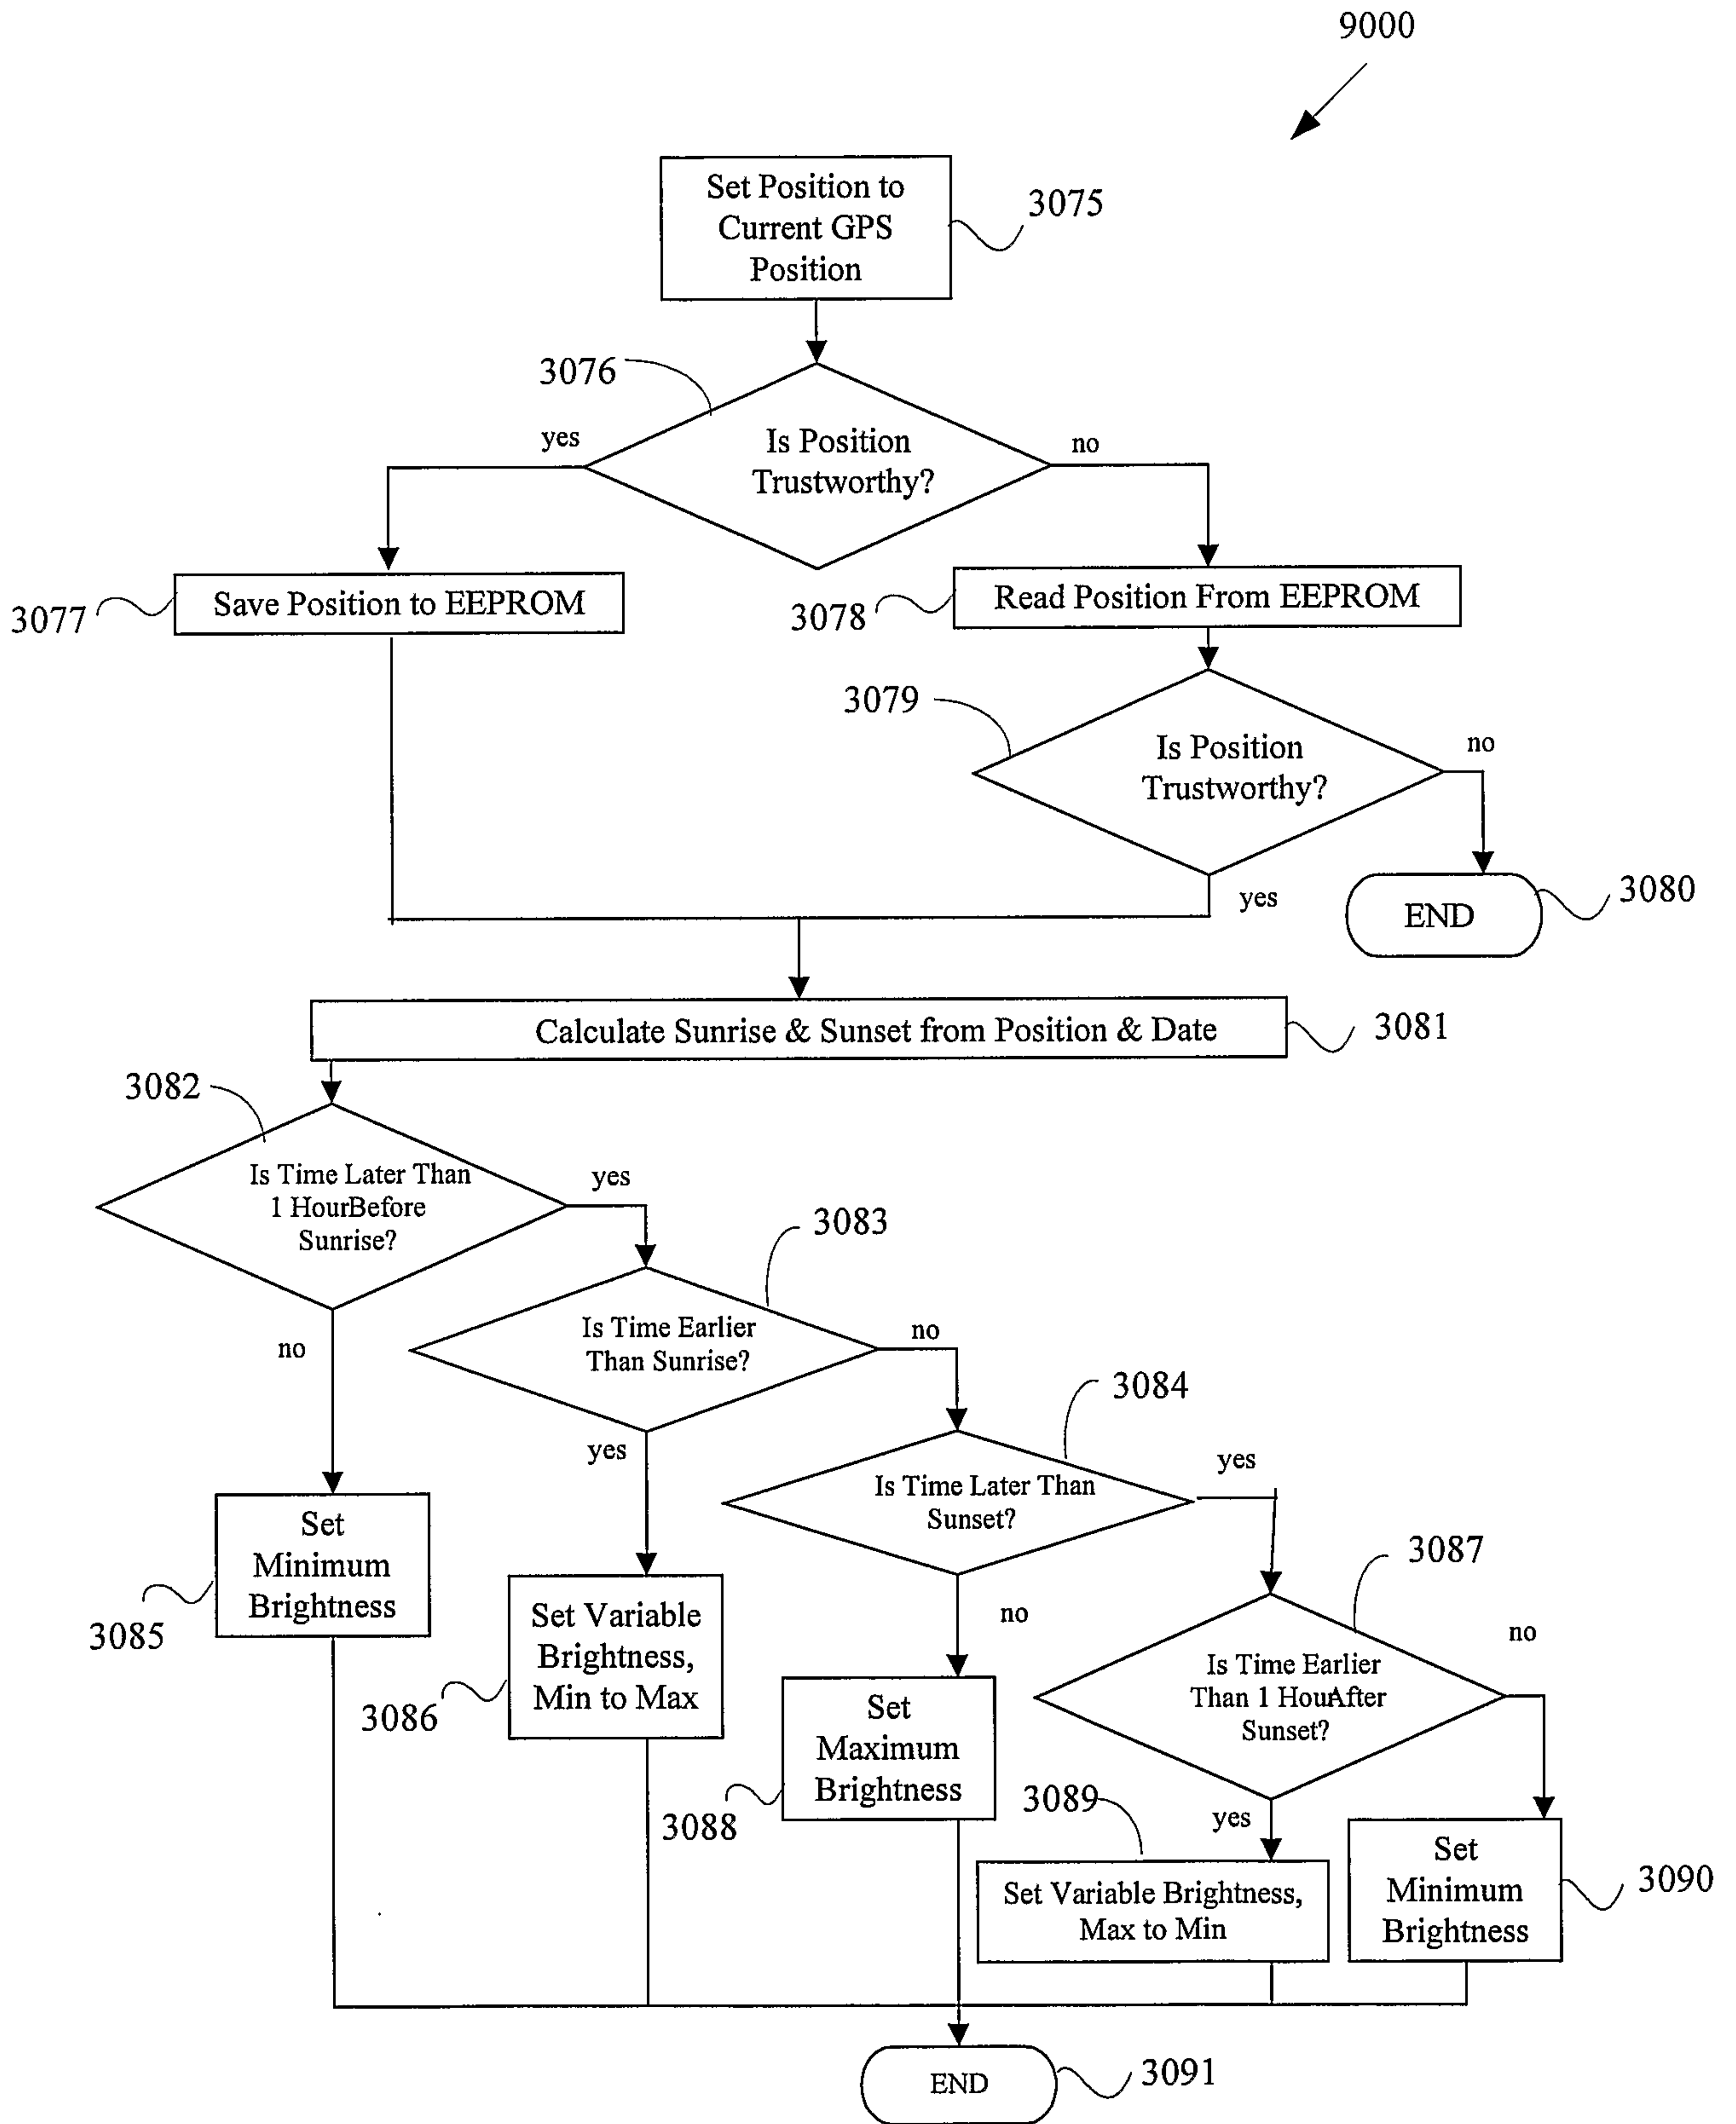 9000
Set Position to
Current GPS
Position
3075
3076
yes
Is Position
Trustworthy?
no
3077
Save Position to EEPROM
3078
Read Position From EEPROM
3079
Is Position
Trustworthy?
no
yes
END
3080
Calculate Sunrise & Sunset from Position & Date
3081
3082
Is Time Later Than
1 HourBefore
Sunrise?
yes
no
3083
Is Time Earlier
Than Sunrise?
no
yes
3084
Is Time Later Than
Sunset?
yes
no
3087
Is Time Earlier
Than 1 HourAfter
Sunset?
no
yes
Set
Minimum
Brightness
3085
Set Variable
Brightness,
Min to Max
3086
Set
Maximum
Brightness
3088
3089
Set Variable Brightness,
Max to Min
Set
Minimum
Brightness
3090
END
3091